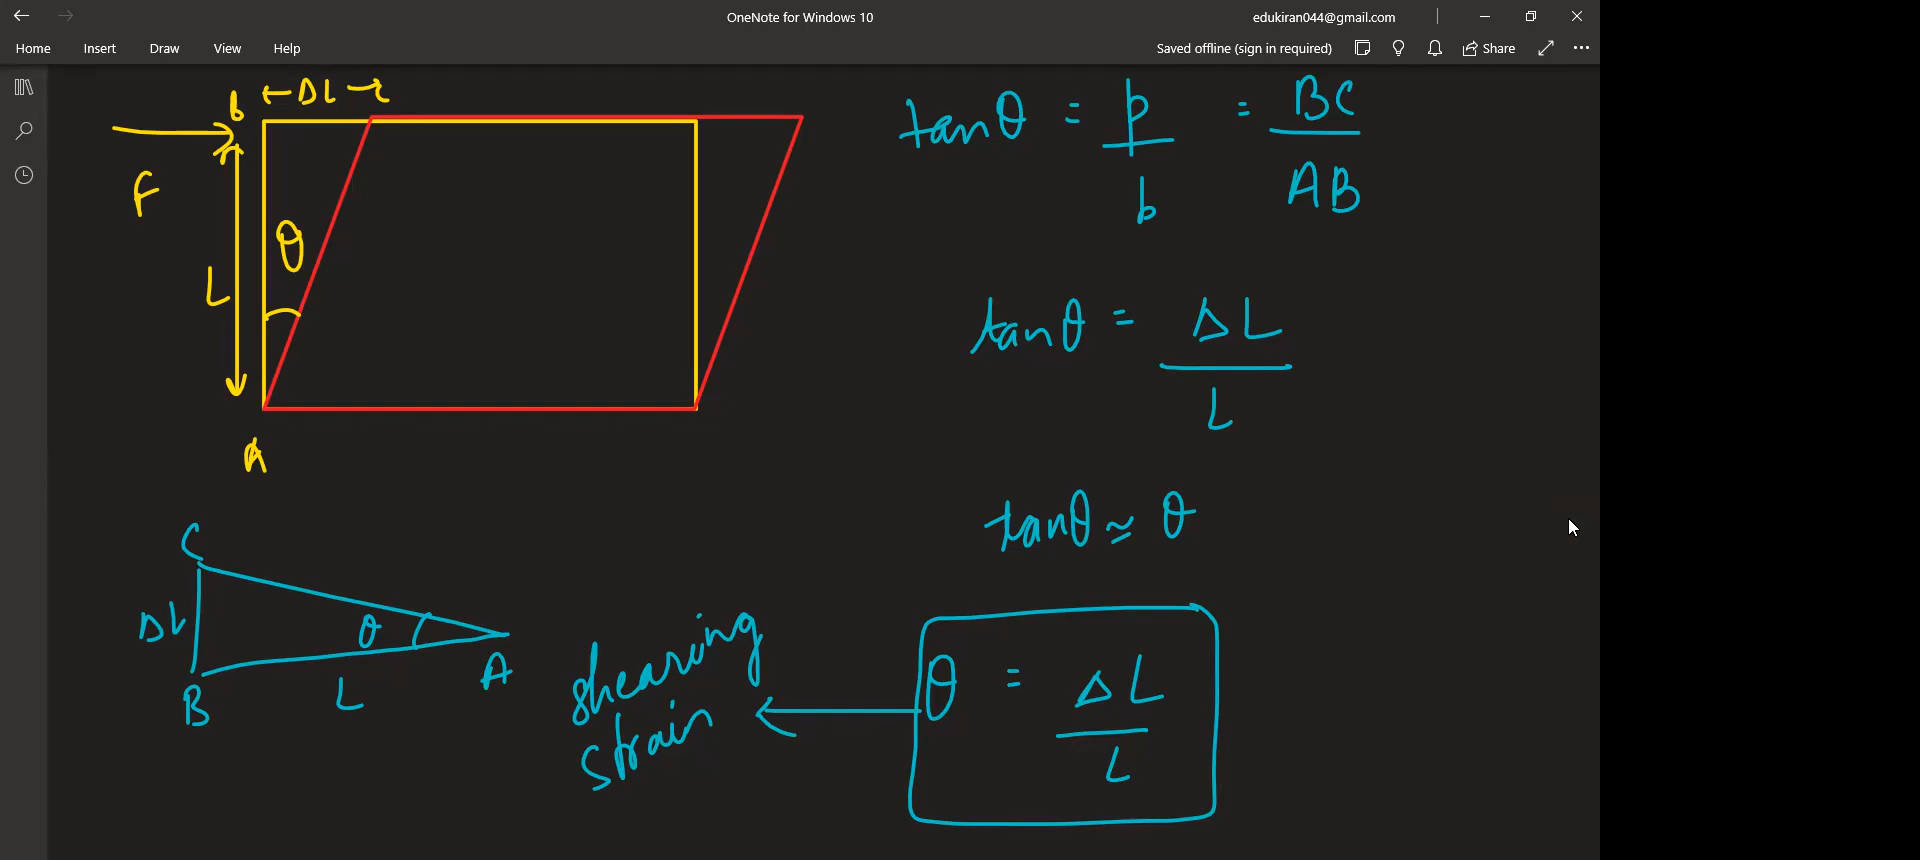 OneNote for Windows 10
edukiran044@gmail.com
Home Insert Draw View Help
Saved offline (sign in required)
Share
b ← ΔL →
F
θ
L
A
tanθ = p/b = BC/AB
tanθ = ΔL/L
tanθ ≃ θ
C
ΔL
θ
B
L
A
shearing
strain
θ = ΔL/L